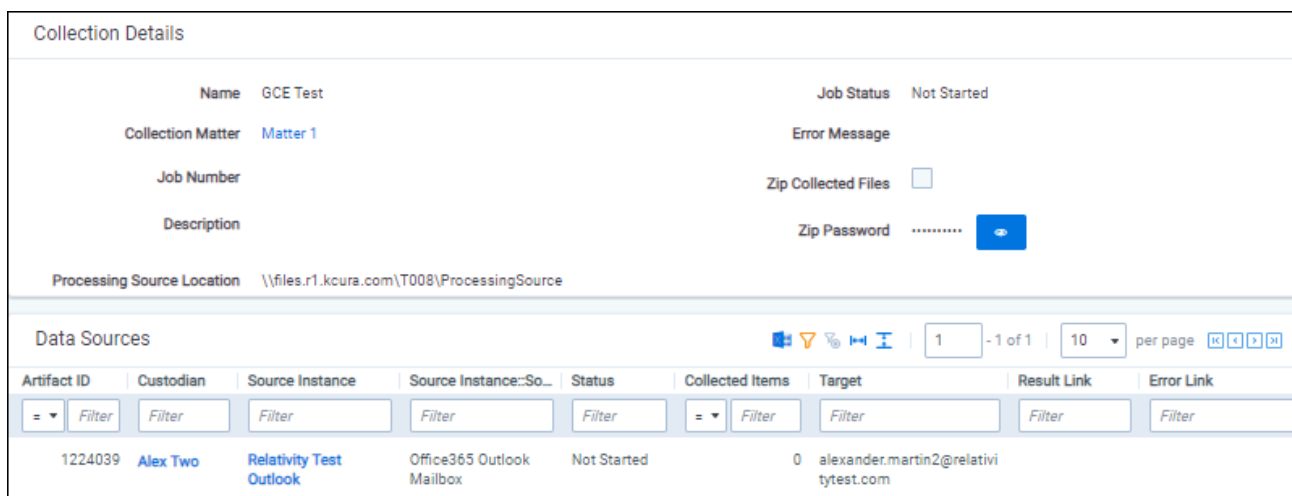 Collection Details
Name GCE Test Job Status Not Started
Collection Matter Matter 1 Error Message
Job Number Zip Collected Files
Description Zip Password ••••••••••
Processing Source Location \\files.r1.kcura.com\T008\ProcessingSource
Data Sources 1 - 1 of 1 10 per page
Artifact ID Custodian Source Instance Source Instance::So... Status Collected Items Target Result Link Error Link
= Filter Filter Filter Filter Filter = Filter Filter Filter Filter
1224039 Alex Two Relativity Test Office365 Outlook Not Started 0 alexander.martin2@relativi
Outlook Mailbox tytest.com